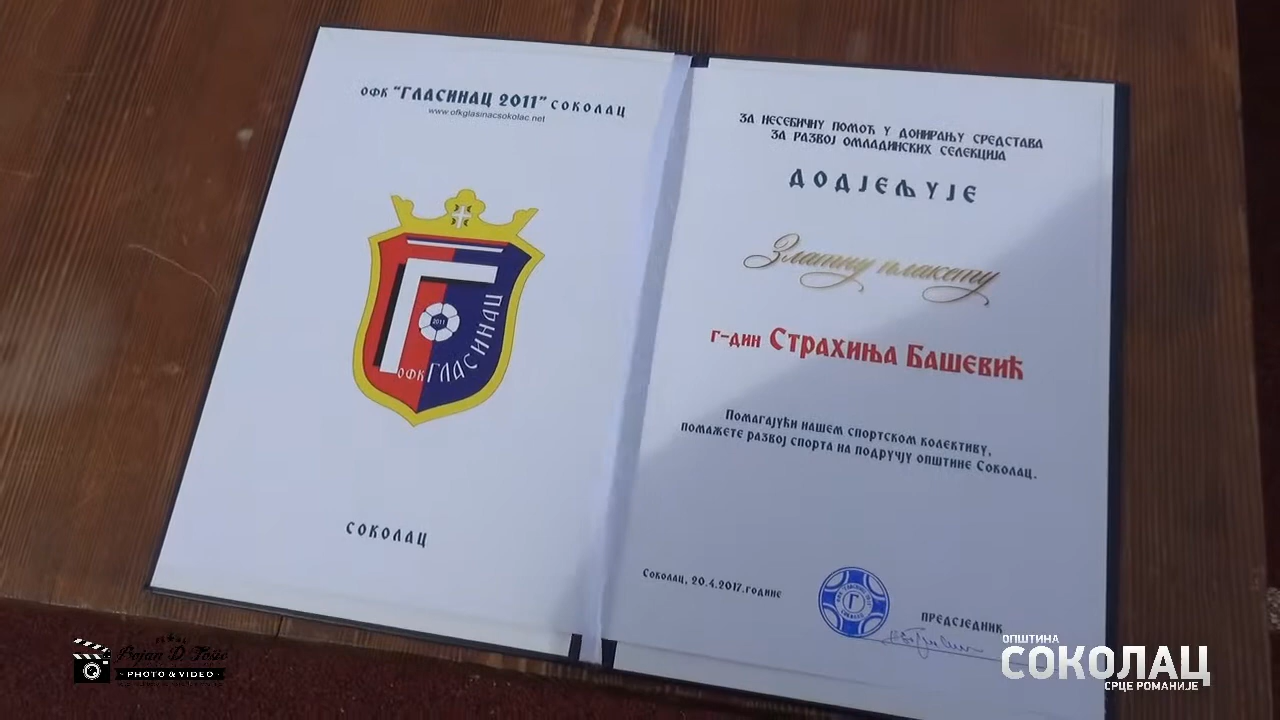 ОФК "ГЛАСИНАЦ 2011" СОКОЛАЦ
www.ofkglasinacsokolac.net
2011
ОФК ГЛАСИНАЦ
СОКОЛАЦ
ЗА НЕСЕБИЧНУ ПОМОЋ У ДОНИРАЊУ СРЕДСТАВА
ЗА РАЗВОЈ ОМЛАДИНСКИХ СЕЛЕКЦИЈА
ДОДЈЕЉУЈЕ
Златну плакету
Г-ДИН СТРАХИЊА БАШЕВИЋ
Помагајући нашем спортском колективу,
помажете развој спорта на подручју општине Соколац.
Соколац, 20.4.2017.године
Г
ПРЕДСЈЕДНИК
Bojan D.
PHOTO & VIDEO
ОПШТИНА
СОКОЛАЦ
СРЦЕ РОМАНИЈЕ